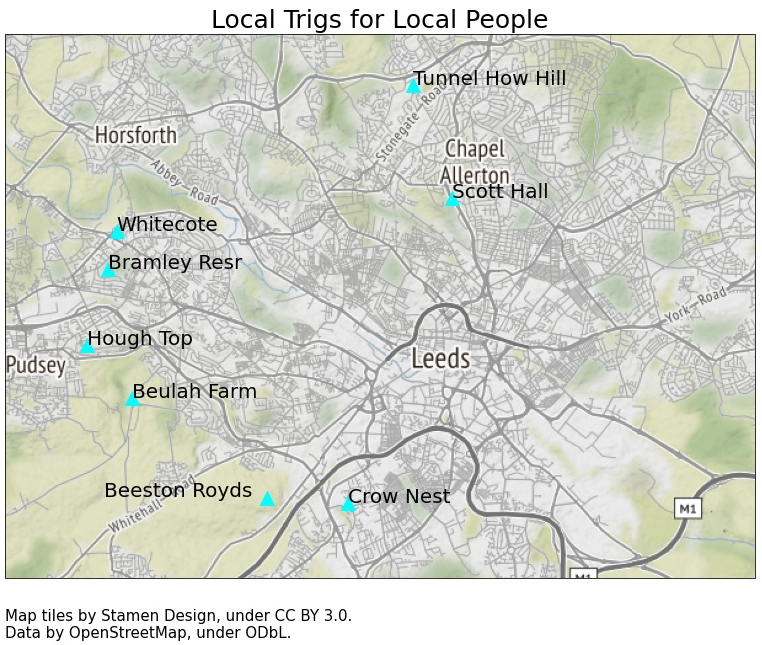 Local Trigs for Local People
Tunnel How Hill
Stonegate Road
Horsforth
Chapel
Allerton
Abbey Road
Scott Hall
Whitecote
Bramley Resr
York Road
Hough Top
Leeds
Pudsey
Beulah Farm
Beeston Royds
Crow Nest
Whitehall Road
M1
M1
Map tiles by Stamen Design, under CC BY 3.0.
Data by OpenStreetMap, under ODbL.